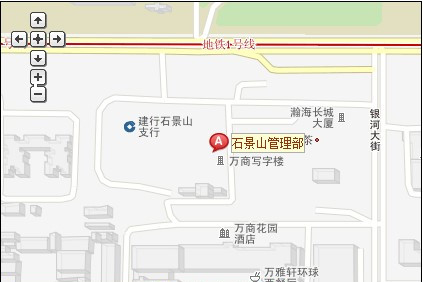 号
地铁1号线
瀚海长城
大厦
银河大街
建行石景山
支行
A
石景山管理部
茶
万商写字楼
万商花园
酒店
万雅轩环球